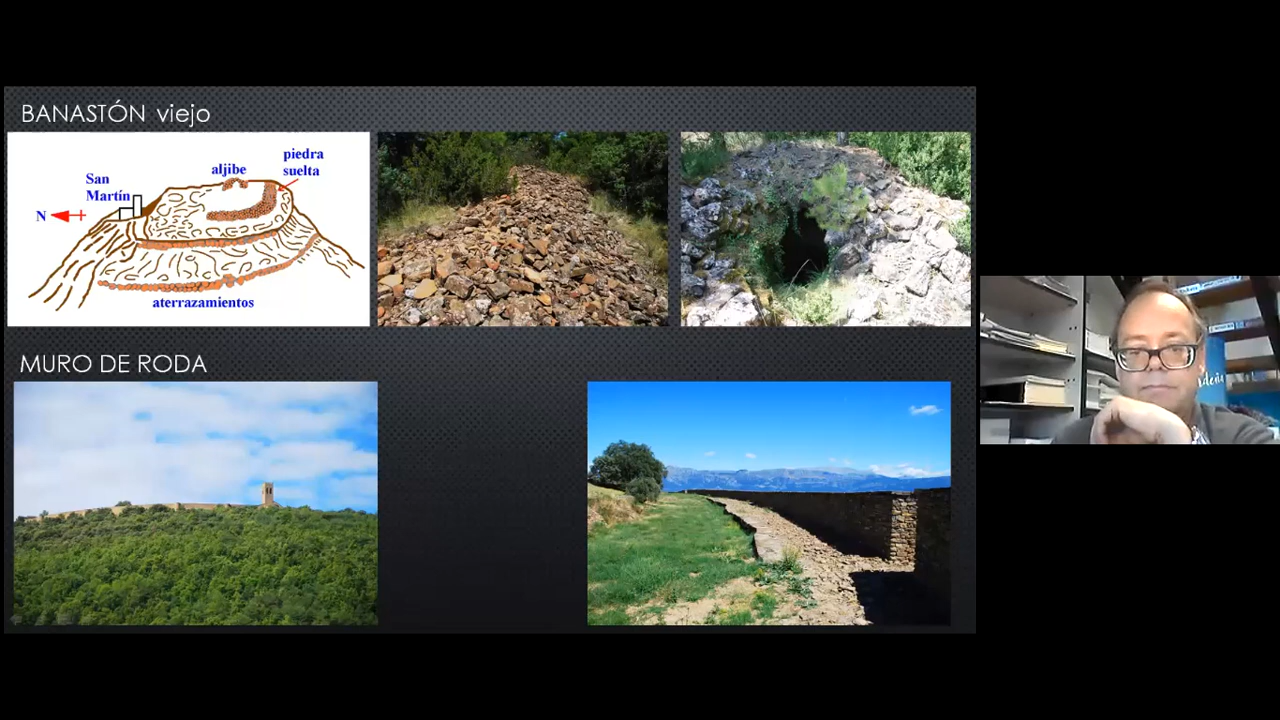 BANASTÓN viejo
piedra
suelta
aljibe
San
Martín
N
aterrazamientos
MURO DE RODA